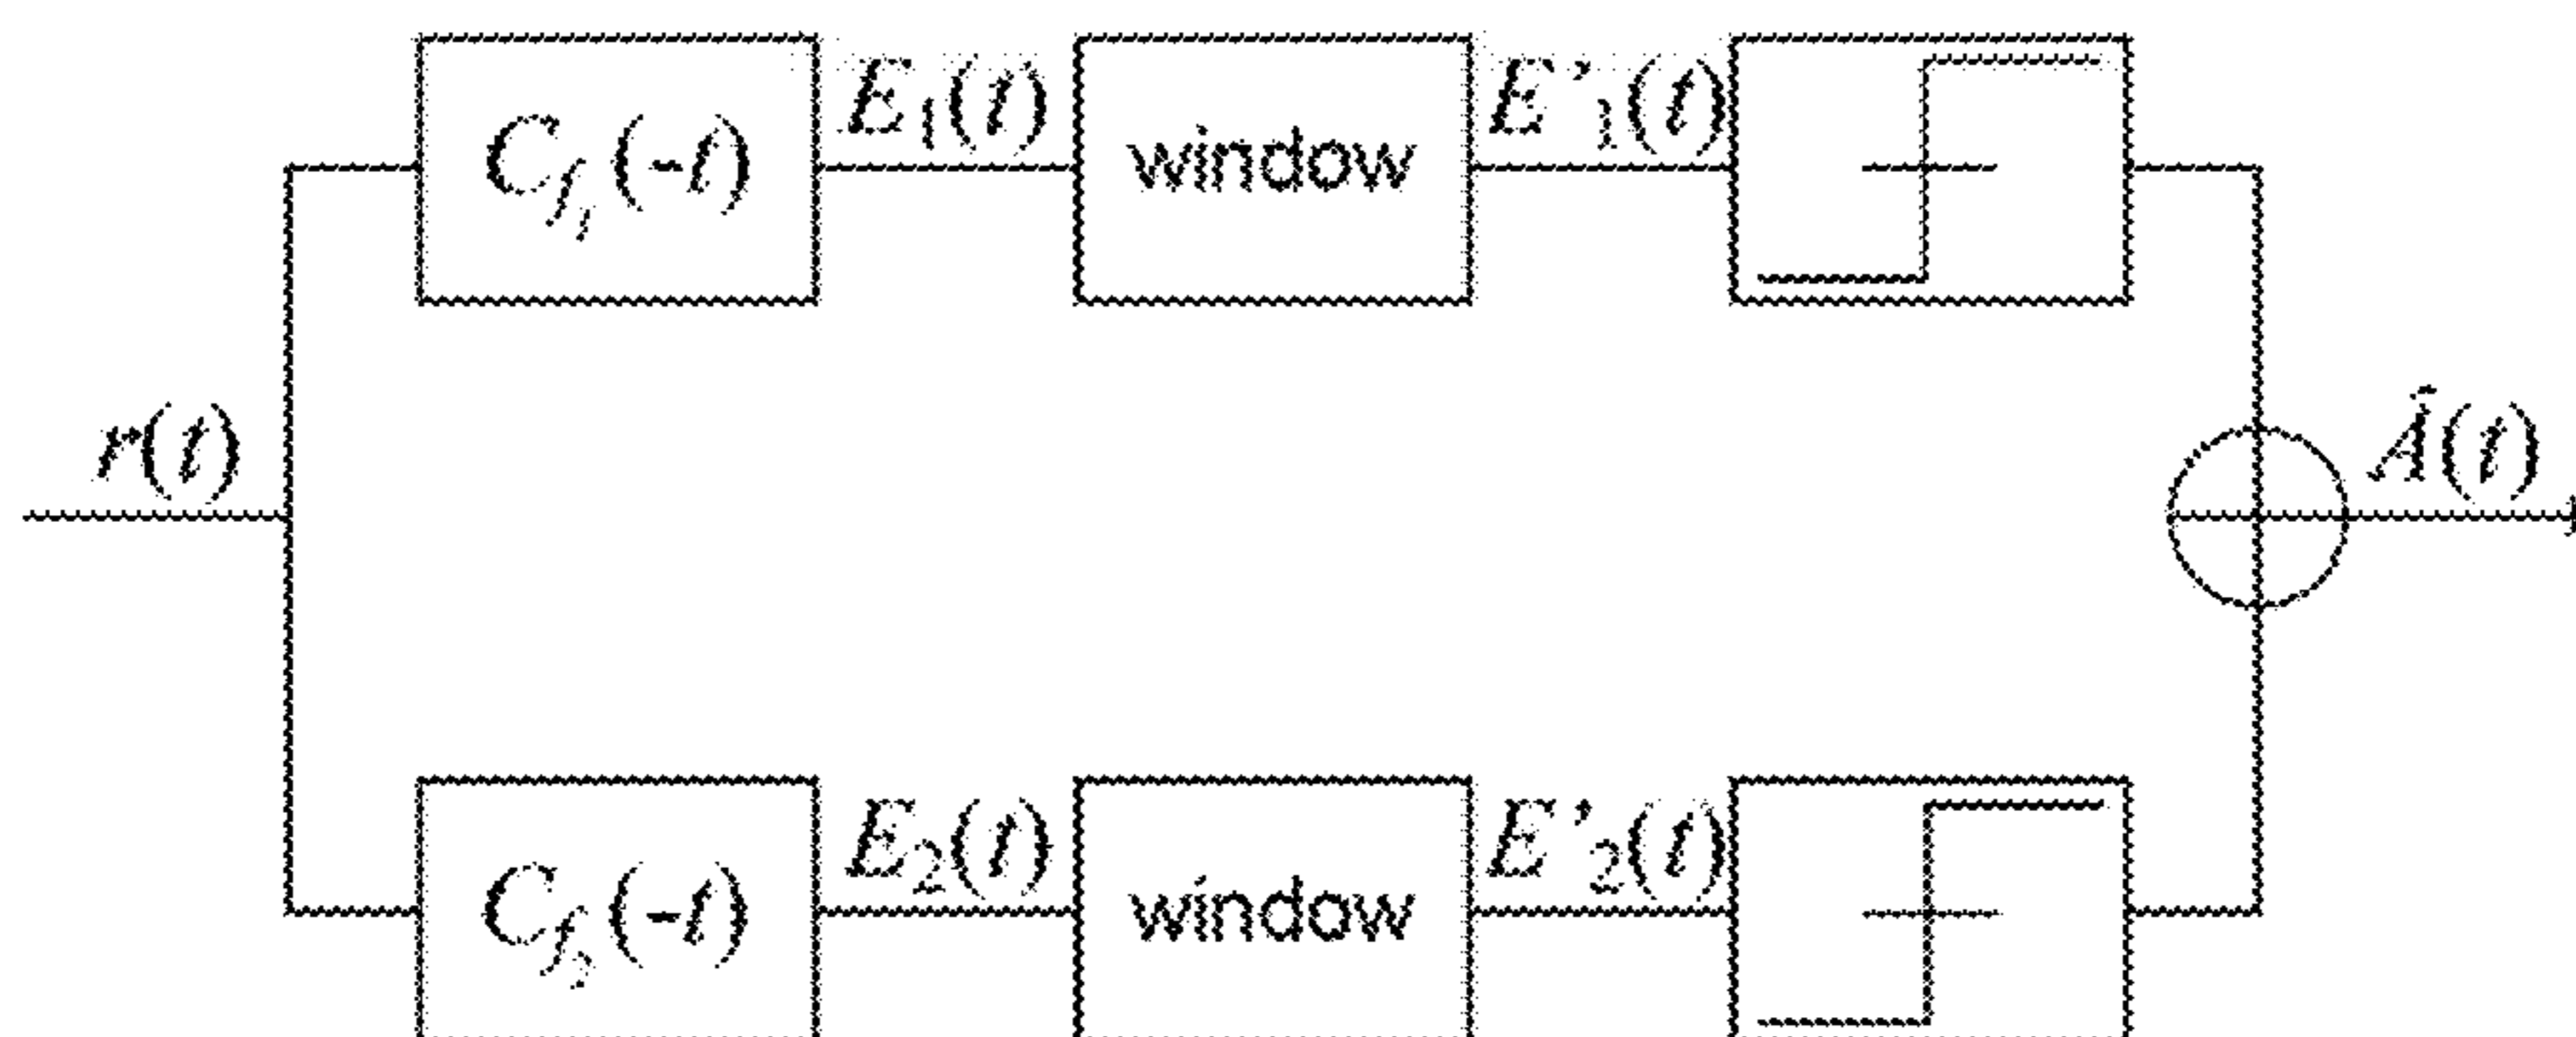 C_{f_1}(-t)
E_1(t)
window
E'_1(t)
r(t)
Â(t)
C_{f_2}(-t)
E_2(t)
window
E'_2(t)